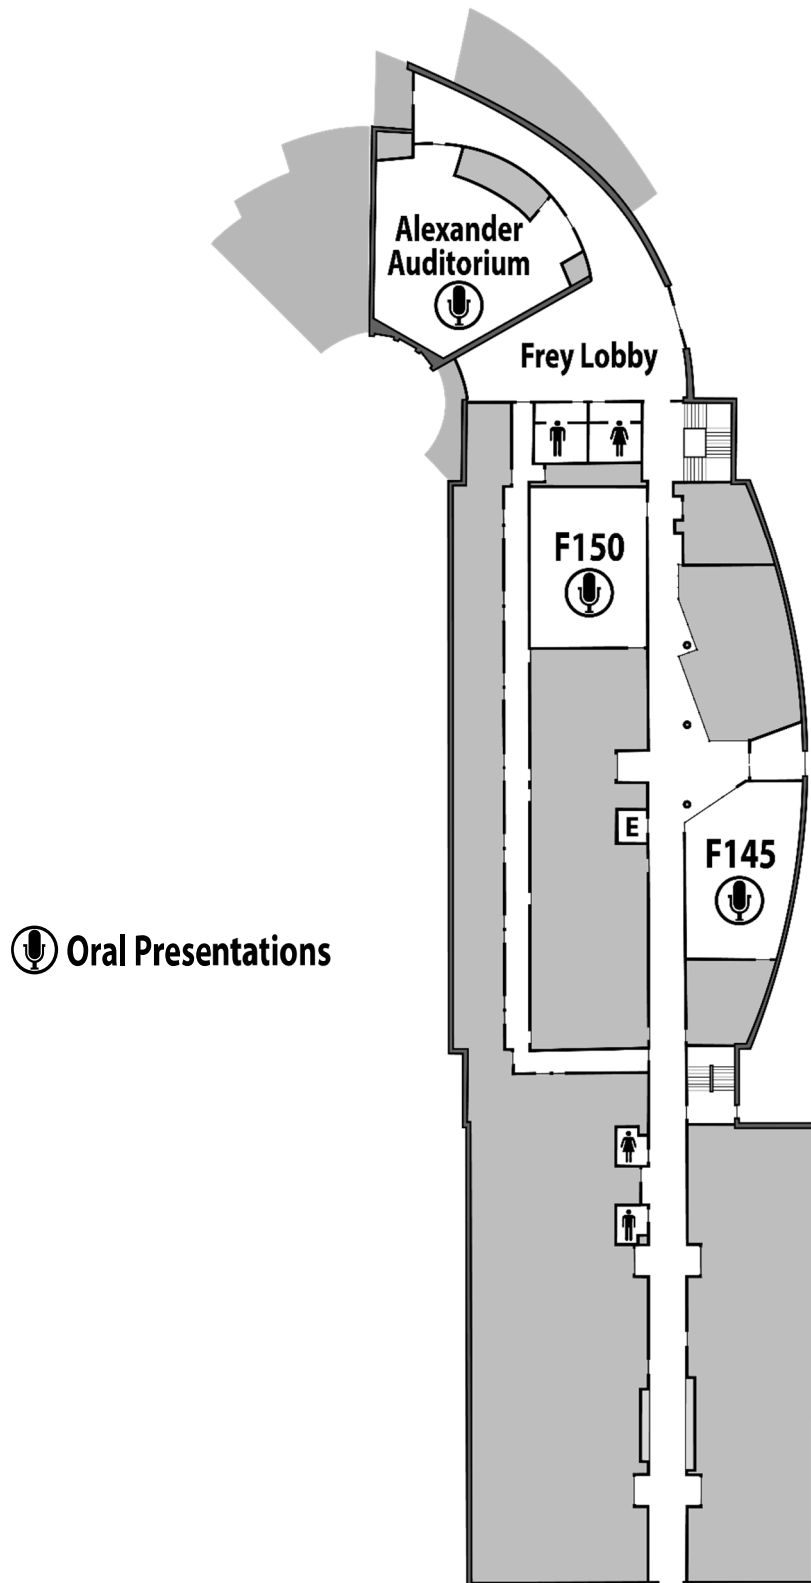 Alexander
Auditorium
Frey Lobby
F150
E
F145
Oral Presentations